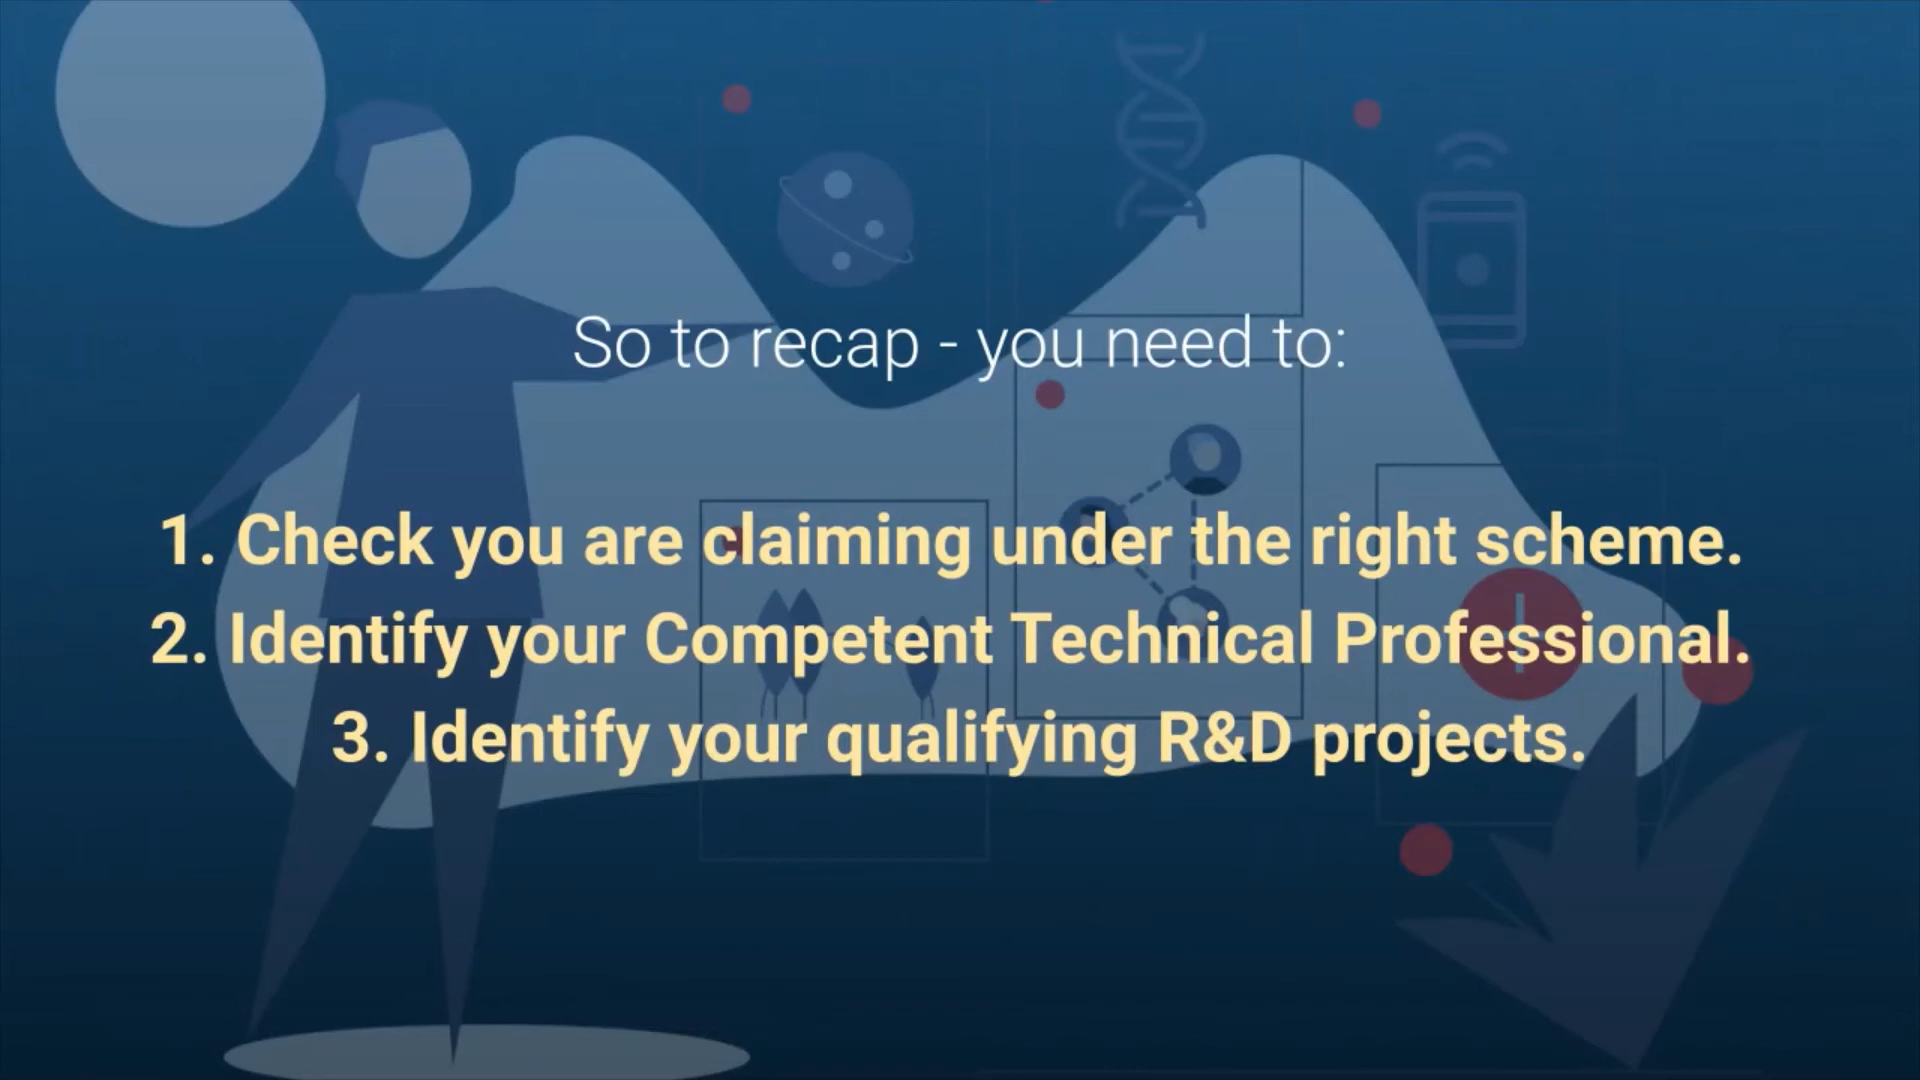 So to recap - you need to:
1. Check you are claiming under the right scheme.
2. Identify your Competent Technical Professional.
3. Identify your qualifying R&D projects.